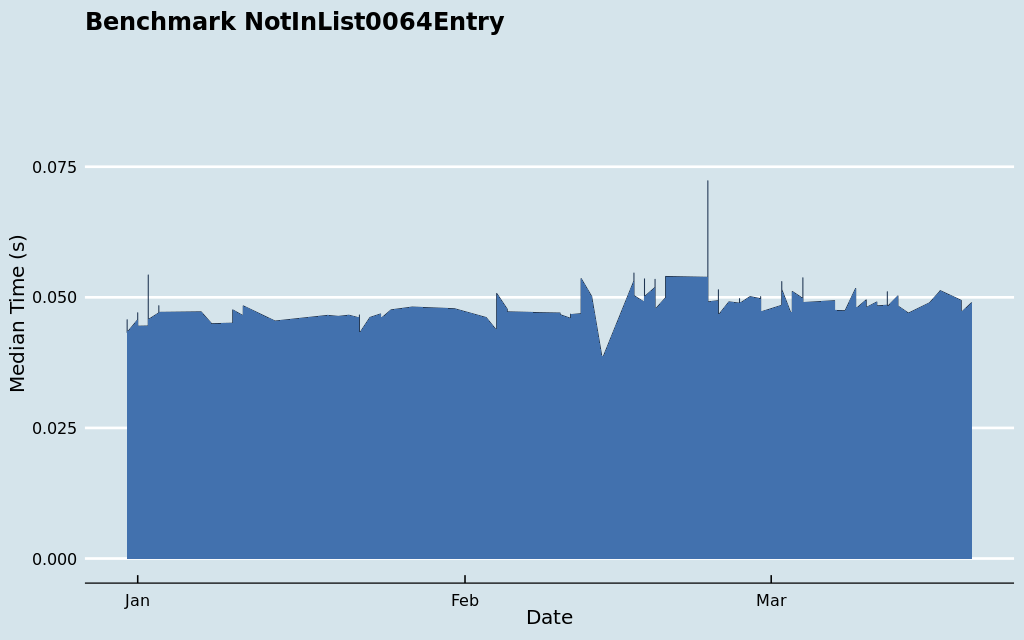 Benchmark NotInList0064Entry
Median Time (s)
0.075
0.050
0.025
0.000
Jan
Feb
Mar
Date